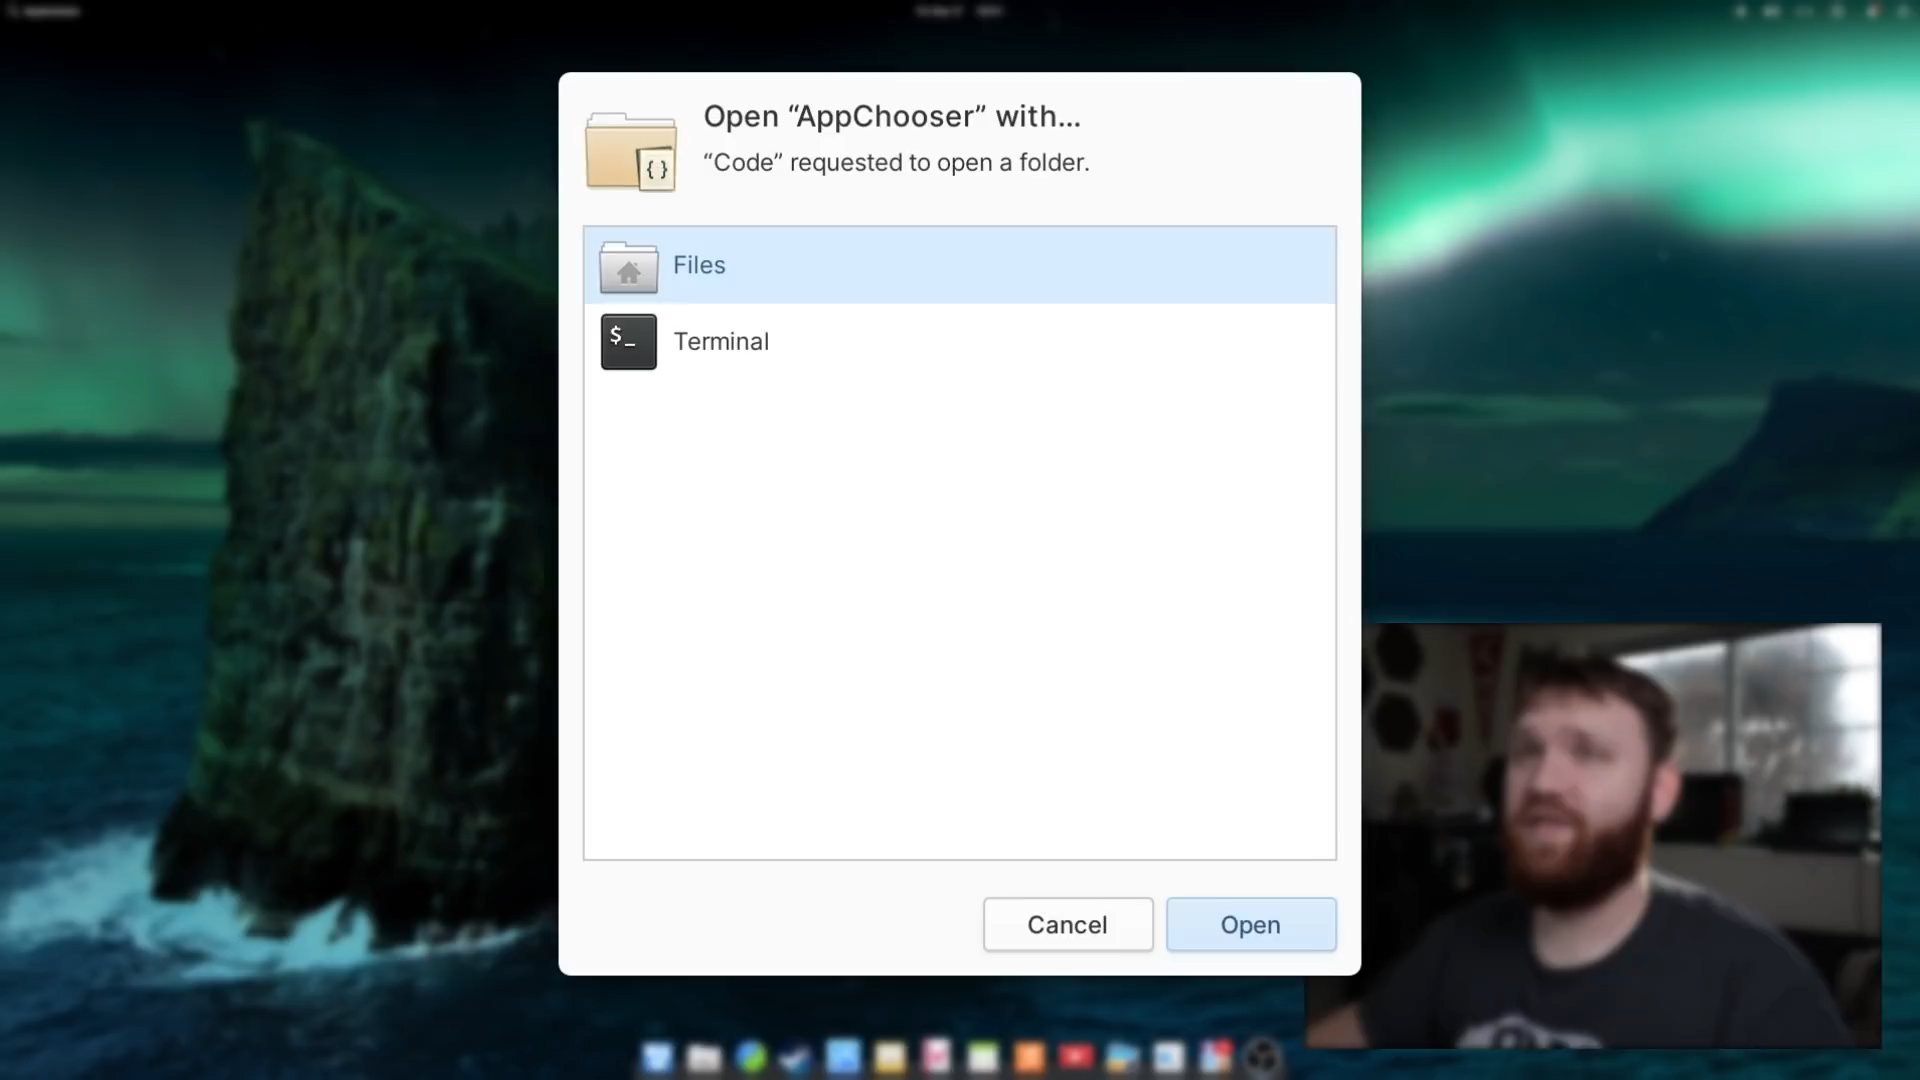 Open “AppChooser” with...
“Code” requested to open a folder.
Files
$_
Terminal
Cancel
Open